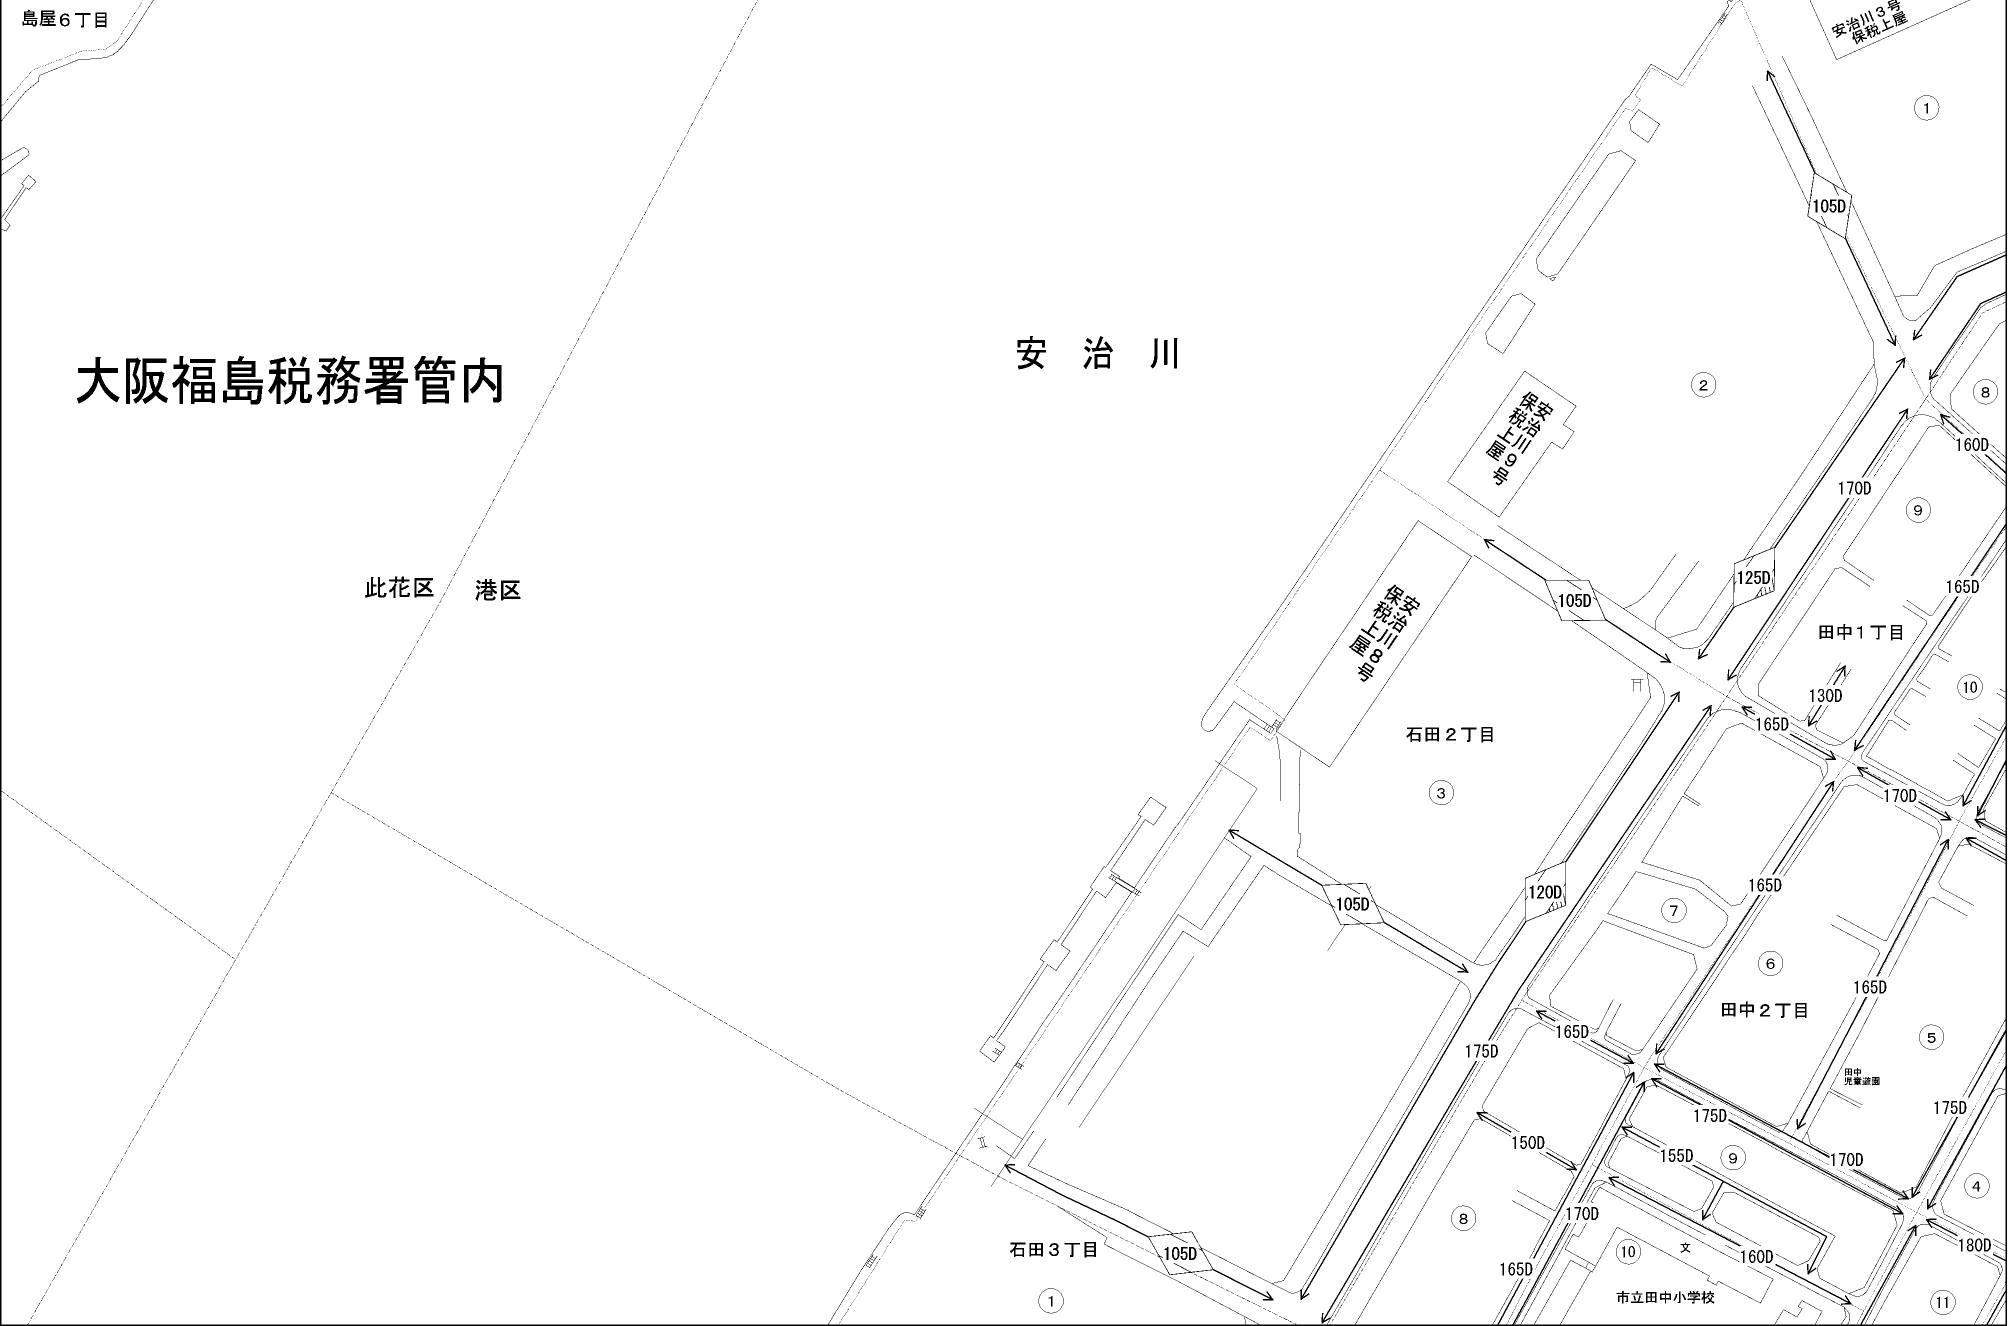 島屋６丁目
安治川３号
保税上屋
①
105D
大阪福島税務署管内
安治川
②
⑧
安治川９号
保税上屋
160D
170D
⑨
此花区
港区
125D
105D
165D
安治川８号
保税上屋
田中１丁目
⑩
130D
石田２丁目
165D
③
170D
165D
120D
105D
⑦
⑥
165D
田中２丁目
165D
⑤
175D
田中
児童遊園
175D
175D
150D
155D
⑨
170D
④
170D
⑧
石田３丁目
105D
⑩
文
160D
180D
165D
①
市立田中小学校
⑪